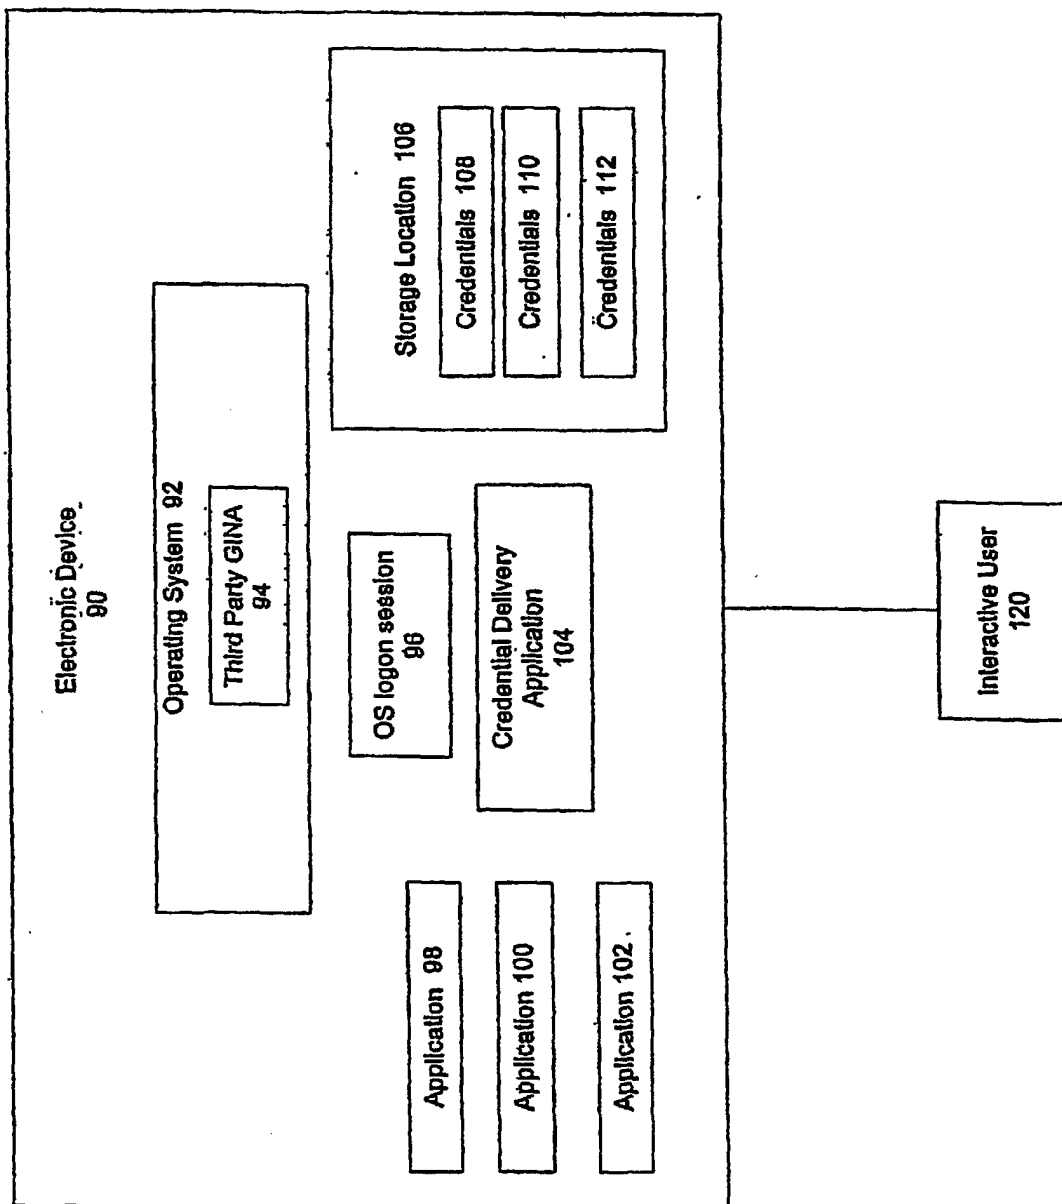 Electronic Device
90
Operating System 92
Third Party GINA
94
OS logon session
96
Credential Delivery
Application
104
Application 98
Application 100
Application 102
Storage Location 106
Credentials 108
Credentials 110
Credentials 112
Interactive User
120